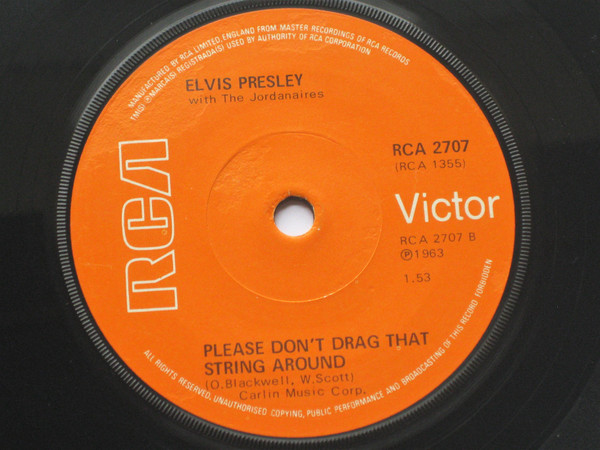 MANUFACTURED BY RCA LIMITED, ENGLAND FROM MASTER RECORDINGS OF RCA RECORDS
TM(S) ® MARCA(S) REGISTRADA(S) USED BY AUTHORITY OF RCA CORPORATION
ELVIS PRESLEY
with The Jordanaires
RCA
RCA 2707
(RCA 1355)
Victor
RCA 2707 B
℗1963
1.53
PLEASE DON'T DRAG THAT
STRING AROUND
(O.Blackwell, W.Scott)
Carlin Music Corp.
ALL RIGHTS RESERVED, UNAUTHORISED COPYING, PUBLIC PERFORMANCE AND BROADCASTING OF THIS RECORD FORBIDDEN